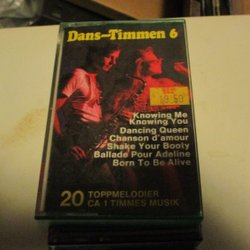 Dans-Timmen 6
Knowing Me
Knowing You
Dancing Queen
Chanson d'amour
Shake Your Booty
Ballade Pour Adeline
Born To Be Alive
20 TOPPMELODIER
CA 1 TIMMES MUSIK